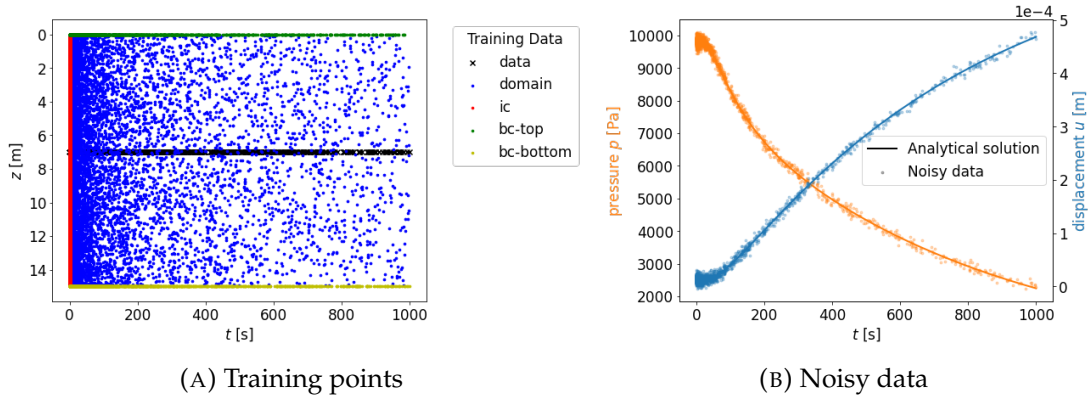 0
2
4
6
8
10
12
14
z [m]
0 200 400 600 800 1000
t [s]
Training Data
data
domain
ic
bc-top
bc-bottom
(A) Training points
1e−4
10000
9000
8000
7000
6000
5000
4000
3000
2000
pressure p [Pa]
Analytical solution
Noisy data
5
4
3
2
1
0
displacement u [m]
0 200 400 600 800 1000
t [s]
(B) Noisy data